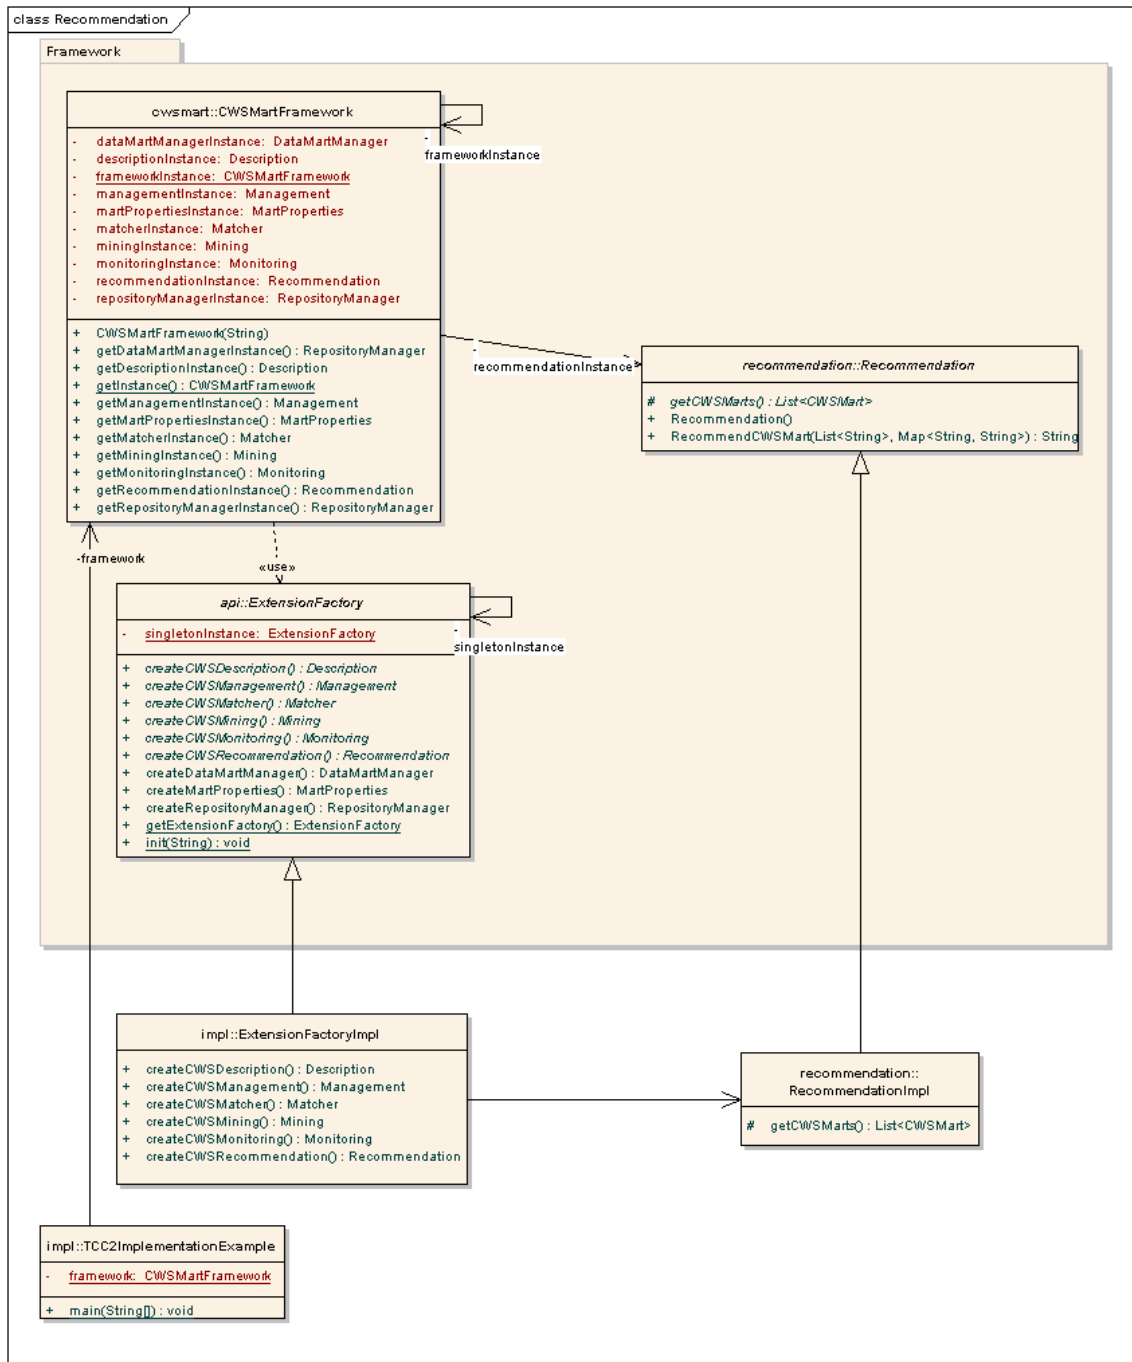 class Recommendation
Framework
cwsmart::CWSMartFramework
- dataMartManagerInstance: DataMartManager
- descriptionInstance: Description
- frameworkInstance: CWSMartFramework
- managementInstance: Management
- martPropertiesInstance: MartProperties
- matcherInstance: Matcher
- miningInstance: Mining
- monitoringInstance: Monitoring
- recommendationInstance: Recommendation
- repositoryManagerInstance: RepositoryManager
+ CWSMartFramework(String)
+ getDataMartManagerInstance() : RepositoryManager
+ getDescriptionInstance() : Description
+ getInstance() : CWSMartFramework
+ getManagementInstance() : Management
+ getMartPropertiesInstance() : MartProperties
+ getMatcherInstance() : Matcher
+ getMiningInstance() : Mining
+ getMonitoringInstance() : Monitoring
+ getRecommendationInstance() : Recommendation
+ getRepositoryManagerInstance() : RepositoryManager
-
frameworkInstance
-
recommendationInstance
recommendation::Recommendation
# getCWSMarts() : List<CWSMart>
+ Recommendation()
+ RecommendCWSMart(List<String>, Map<String, String>) : String
-framework
«use»
api::ExtensionFactory
- singletonInstance: ExtensionFactory
+ createCWSDescription() : Description
+ createCWSManagement() : Management
+ createCWSMatcher() : Matcher
+ createCWSMining() : Mining
+ createCWSMonitoring() : Monitoring
+ createCWSRecommendation() : Recommendation
+ createDataMartManager() : DataMartManager
+ createMartProperties() : MartProperties
+ createRepositoryManager() : RepositoryManager
+ getExtensionFactory() : ExtensionFactory
+ init(String) : void
-
singletonInstance
impl::ExtensionFactoryImpl
+ createCWSDescription() : Description
+ createCWSManagement() : Management
+ createCWSMatcher() : Matcher
+ createCWSMining() : Mining
+ createCWSMonitoring() : Monitoring
+ createCWSRecommendation() : Recommendation
recommendation::
RecommendationImpl
# getCWSMarts() : List<CWSMart>
impl::TCC2ImplementationExample
- framework: CWSMartFramework
+ main(String[]) : void